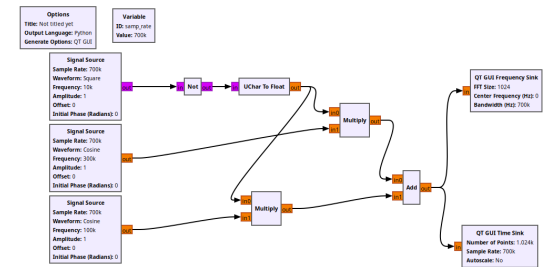 Options
Title: Not titled yet
Output Language: Python
Generate Options: QT GUI
Variable
ID: samp_rate
Value: 700k
Signal Source
Sample Rate: 700k
Waveform: Square
Frequency: 10k
Amplitude: 1
Offset: 0
Initial Phase (Radians): 0
out
in
Not
out
in
UChar To Float
out
Signal Source
Sample Rate: 700k
Waveform: Cosine
Frequency: 300k
Amplitude: 1
Offset: 0
Initial Phase (Radians): 0
out
in0
in1
Multiply
out
Signal Source
Sample Rate: 700k
Waveform: Cosine
Frequency: 100k
Amplitude: 1
Offset: 0
Initial Phase (Radians): 0
out
in0
in1
Multiply
out
in0
in1
Add
out
in
QT GUI Frequency Sink
FFT Size: 1024
Center Frequency (Hz): 0
Bandwidth (Hz): 700k
in
QT GUI Time Sink
Number of Points: 1.024k
Sample Rate: 700k
Autoscale: No